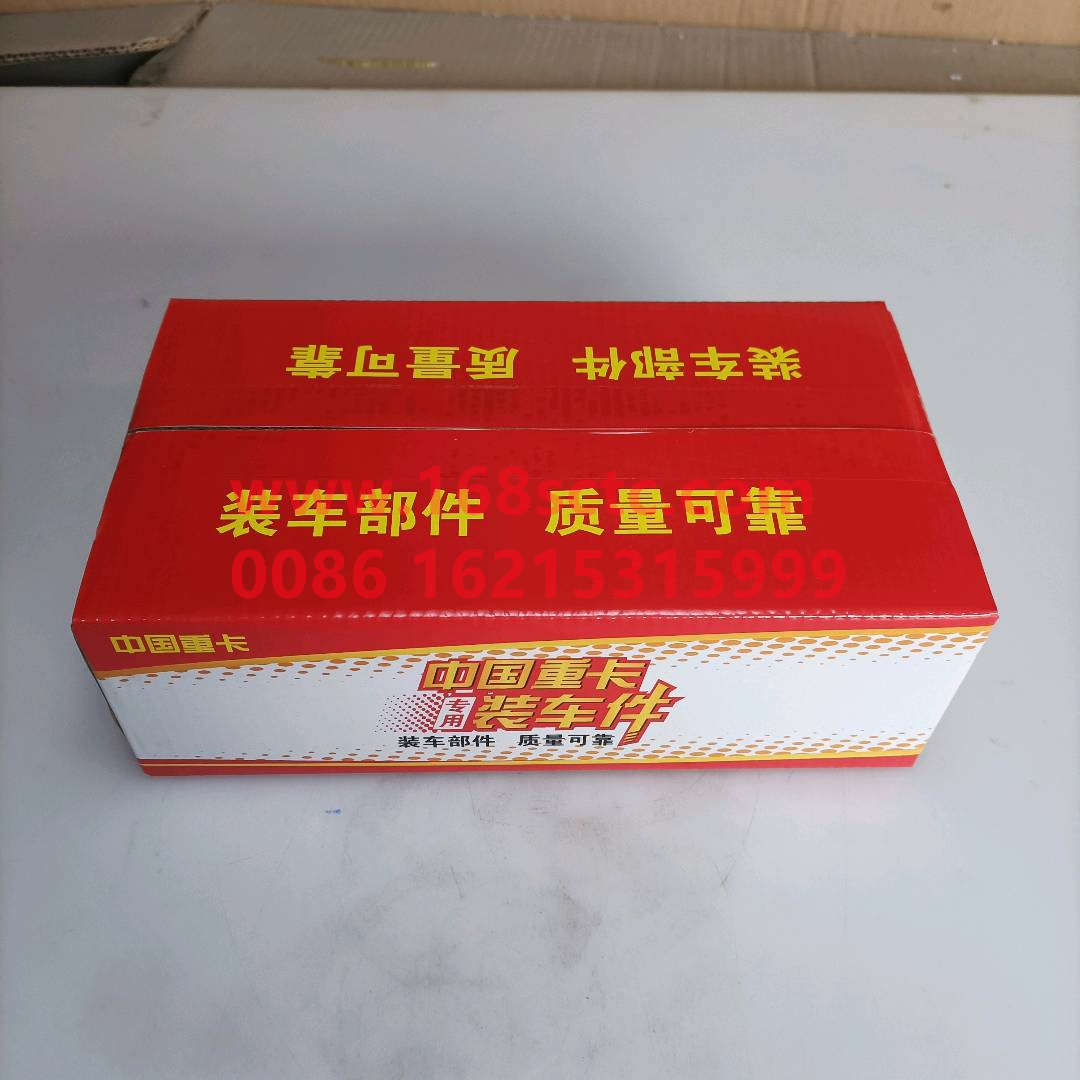 装车部件 质量可靠
装车部件 质量可靠
0086 16215315999
中国重卡
中国重卡
专用
装车件
装车部件 质量可靠